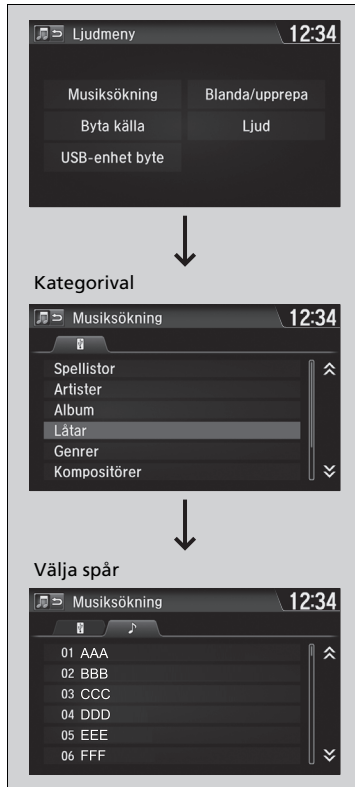 Ljudmeny 12:34
Musiksökning Blanda/upprepa
Byta källa Ljud
USB-enhet byte
Kategorival
Musiksökning 12:34
Spellistor
Artister
Album
Låtar
Genrer
Kompositörer
Välja spår
Musiksökning 12:34
01 AAA
02 BBB
03 CCC
04 DDD
05 EEE
06 FFF